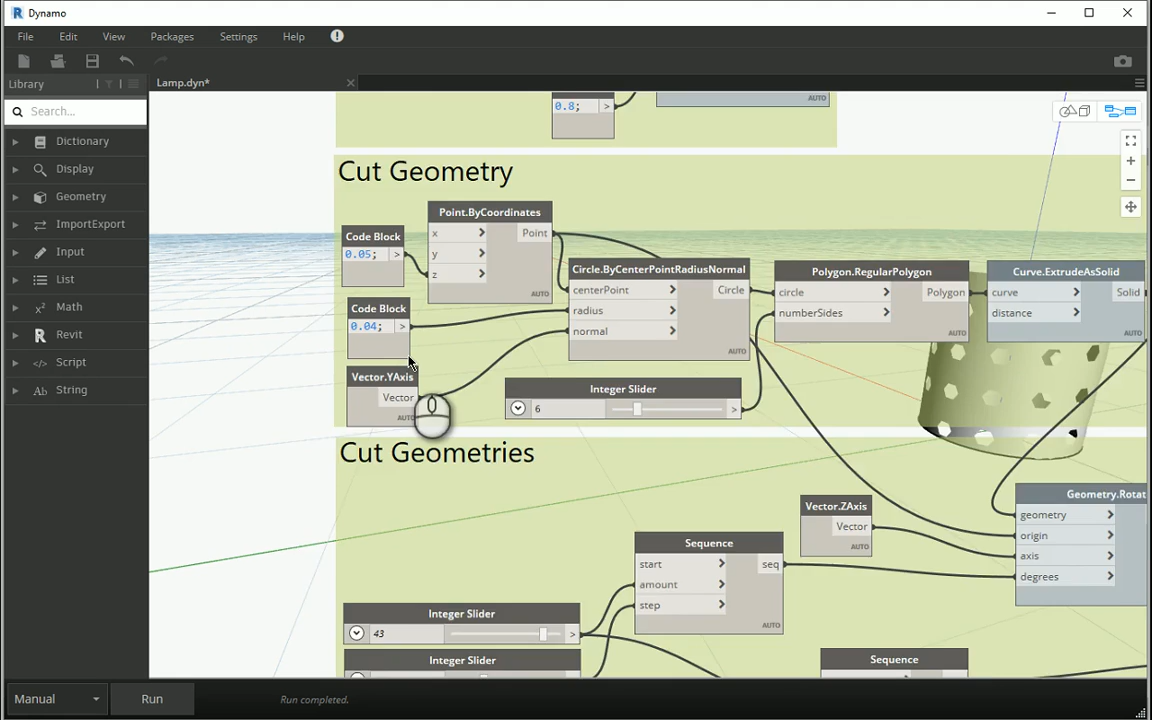 Dynamo
File Edit View Packages Settings Help
Library
Lamp.dyn*
Search...
Dictionary
Display
Geometry
ImportExport
Input
List
Math
Revit
Script
String
0.8; >
AUTO
Cut Geometry
Code Block
0.05; >
Point.ByCoordinates
x > Point
y >
z >
AUTO
Code Block
0.04; >
Vector.YAxis
Vector
AUTO
Circle.ByCenterPointRadiusNormal
centerPoint > Circle
radius >
normal >
AUTO
Integer Slider
6 >
Polygon.RegularPolygon
circle > Polygon
numberSides >
AUTO
Curve.ExtrudeAsSolid
curve > Solid
distance >
AUTO
Cut Geometries
Vector.ZAxis
Vector
AUTO
Sequence
start > seq
amount >
step >
AUTO
Geometry.Rotat
geometry >
origin >
axis >
degrees >
Integer Slider
43 >
Integer Slider
Sequence
Manual Run Run completed.